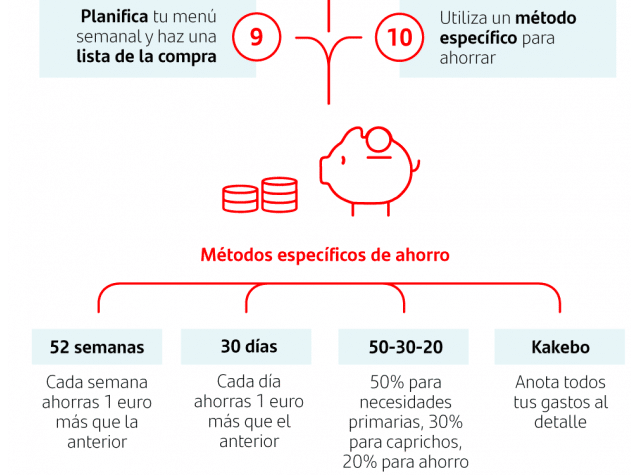 Planifica tu menú
semanal y haz una
lista de la compra
9
10
Utiliza un método
específico para
ahorrar
Métodos específicos de ahorro
52 semanas
Cada semana
ahorras 1 euro
más que la
anterior
30 días
Cada día
ahorras 1 euro
más que el
anterior
50-30-20
50% para
necesidades
primarias, 30%
para caprichos,
20% para ahorro
Kakebo
Anota todos
tus gastos al
detalle